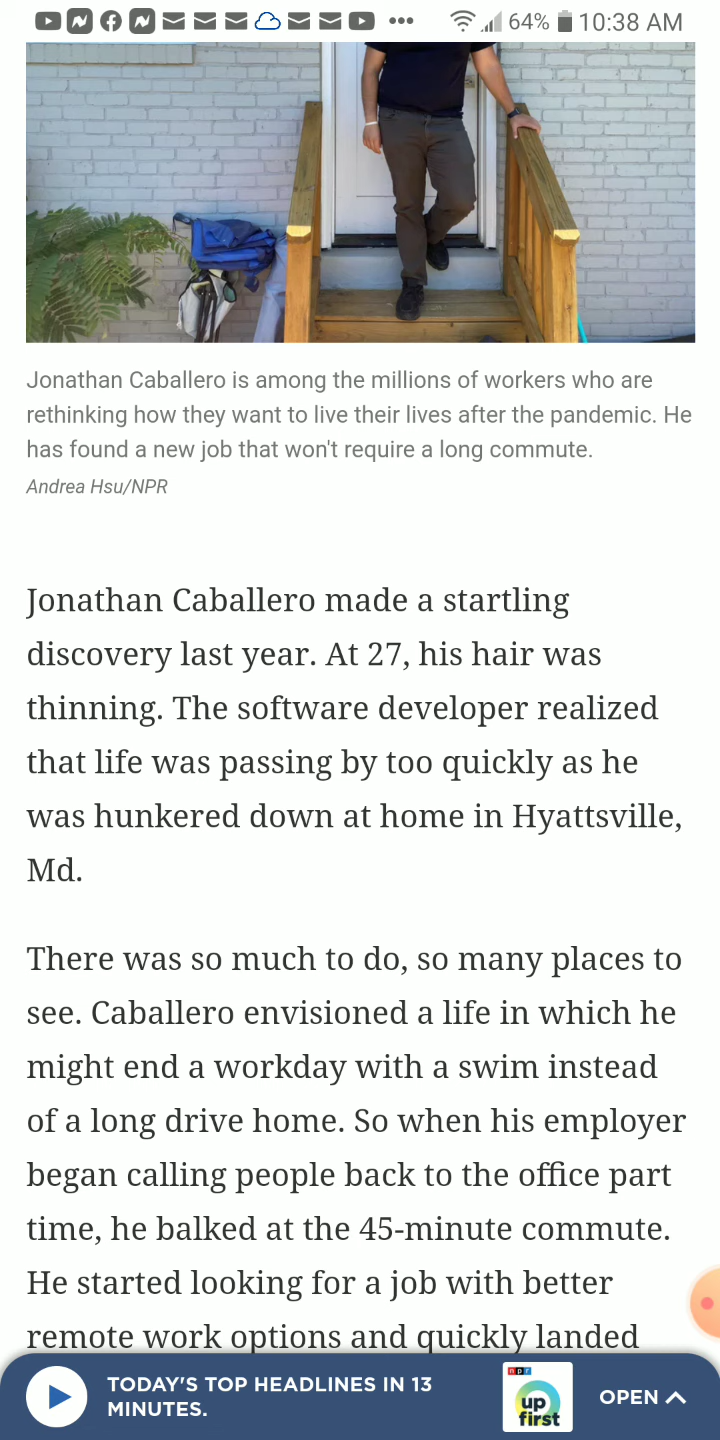 64% 10:38 AM
Jonathan Caballero is among the millions of workers who are
rethinking how they want to live their lives after the pandemic. He
has found a new job that won't require a long commute.
Andrea Hsu/NPR
Jonathan Caballero made a startling
discovery last year. At 27, his hair was
thinning. The software developer realized
that life was passing by too quickly as he
was hunkered down at home in Hyattsville,
Md.
There was so much to do, so many places to
see. Caballero envisioned a life in which he
might end a workday with a swim instead
of a long drive home. So when his employer
began calling people back to the office part
time, he balked at the 45-minute commute.
He started looking for a job with better
remote work options and quickly landed
TODAY'S TOP HEADLINES IN 13
MINUTES.
npr
up
first
OPEN